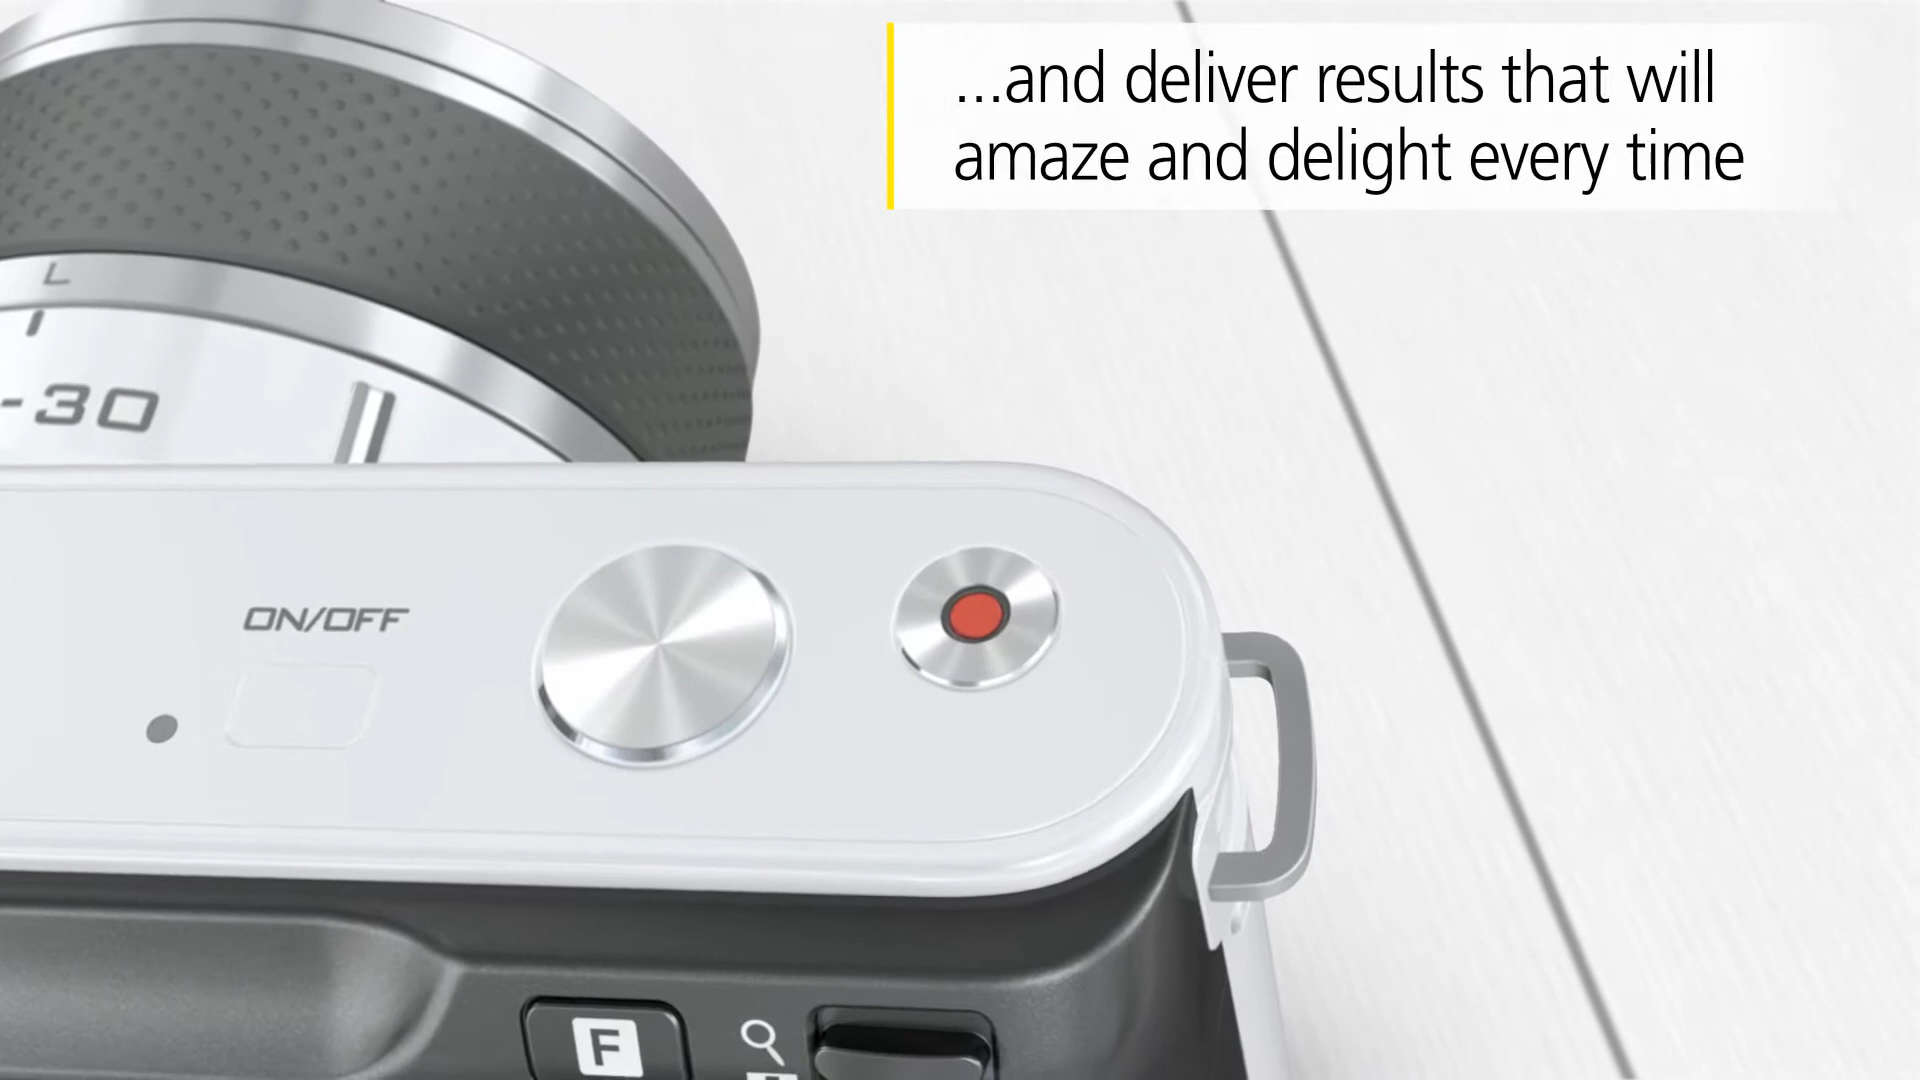 ...and deliver results that will
amaze and delight every time
L
-30
ON/OFF
F